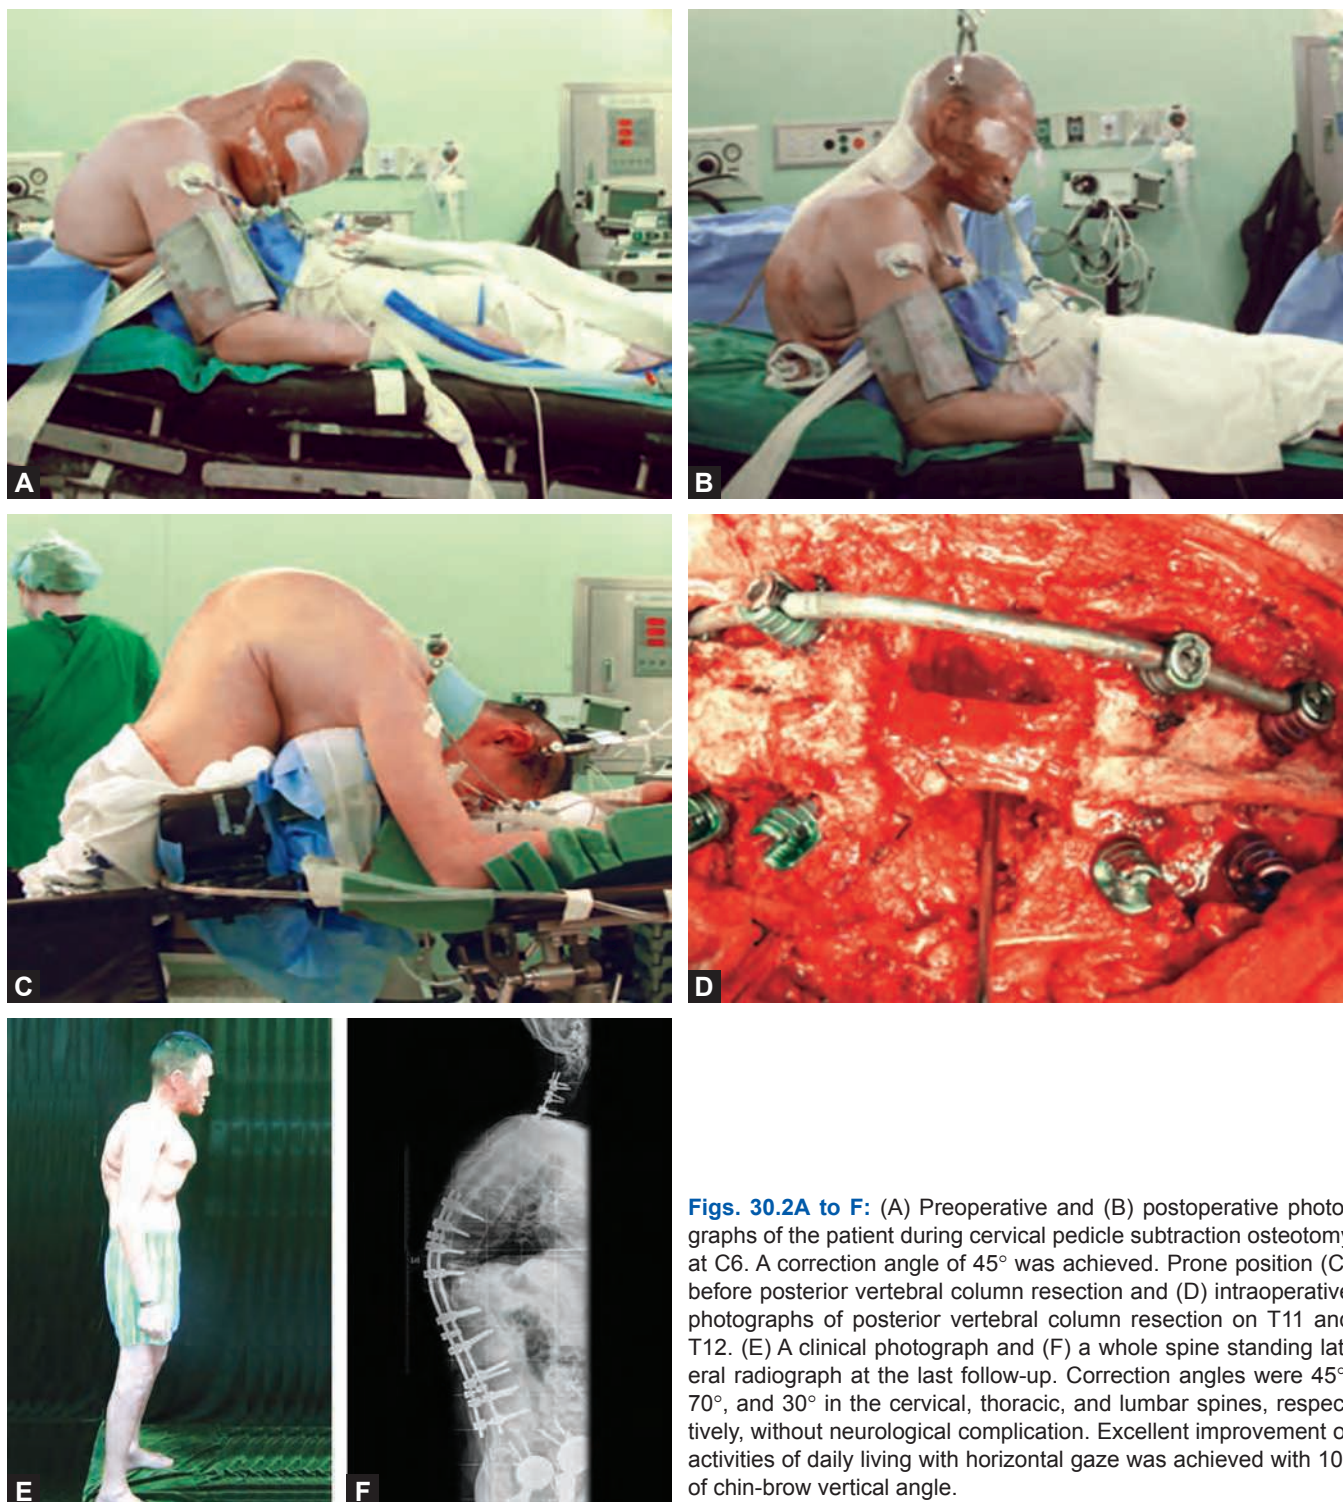 A
B
C
D
E
F
Figs. 30.2A to F: (A) Preoperative and (B) postoperative photo
graphs of the patient during cervical pedicle subtraction osteotomy
at C6. A correction angle of 45° was achieved. Prone position (C
before posterior vertebral column resection and (D) intraoperative
photographs of posterior vertebral column resection on T11 and
T12. (E) A clinical photograph and (F) a whole spine standing lat
eral radiograph at the last follow-up. Correction angles were 45°
70°, and 30° in the cervical, thoracic, and lumbar spines, respec
tively, without neurological complication. Excellent improvement o
activities of daily living with horizontal gaze was achieved with 10
of chin-brow vertical angle.